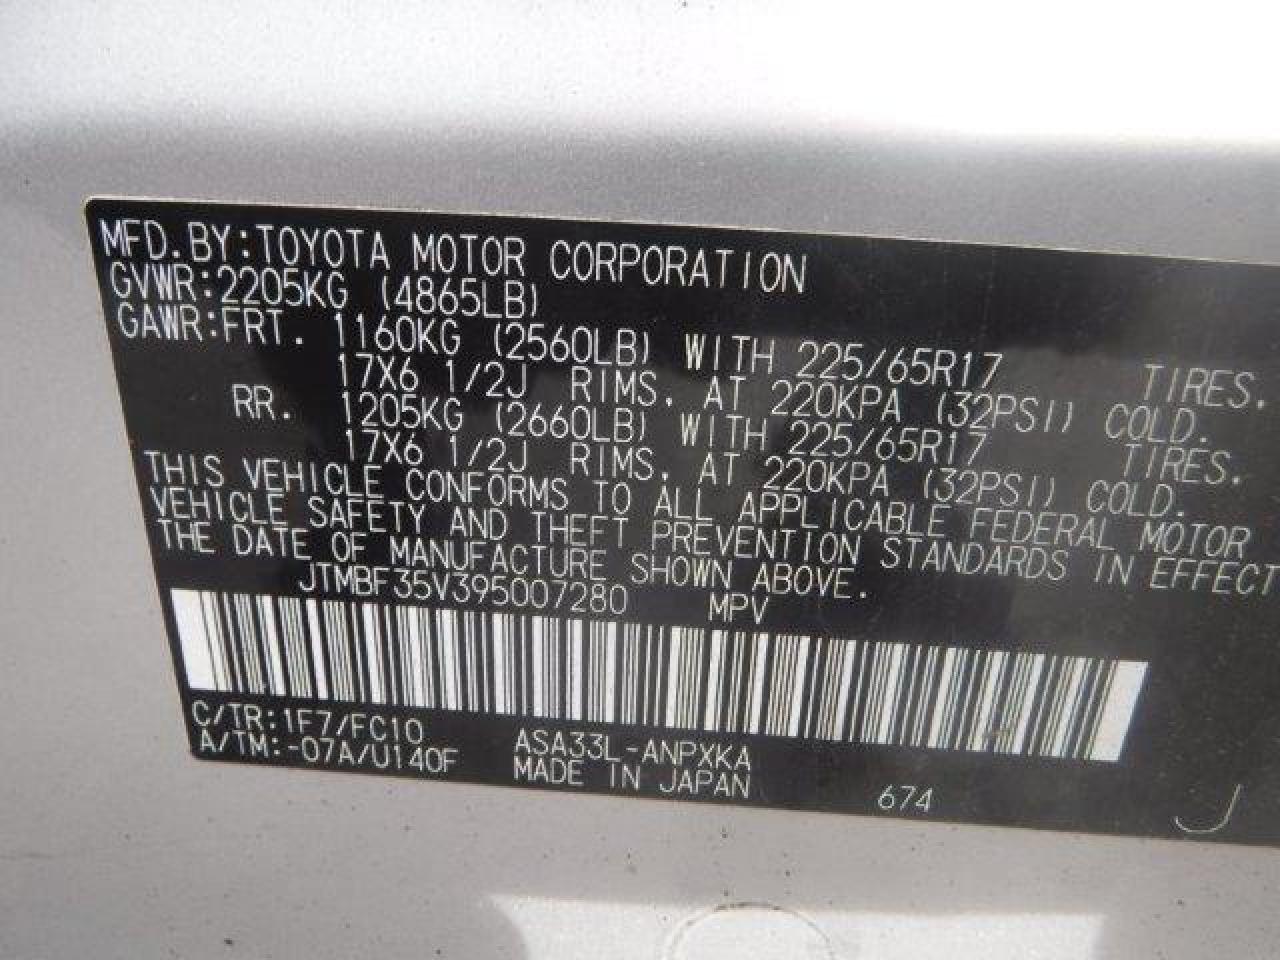 MFD.BY:TOYOTA MOTOR CORPORATION
GVWR:2205KG (4865LB)
GAWR:FRT. 1160KG (2560LB) WITH 225/65R17 TIRES.
17X6 1/2J RIMS, AT 220KPA (32PSI) COLD.
RR. 1205KG (2660LB) WITH 225/65R17 TIRES.
17X6 1/2J RIMS, AT 220KPA (32PSI) COLD.
THIS VEHICLE CONFORMS TO ALL APPLICABLE FEDERAL MOTOR
VEHICLE SAFETY AND THEFT PREVENTION STANDARDS IN EFFECT
THE DATE OF MANUFACTURE SHOWN ABOVE.
JTMBF35V395007280 MPV
C/TR:1F7/FC10 ASA33L-ANPXKA
A/TM:-07A/U140F MADE IN JAPAN
674 J